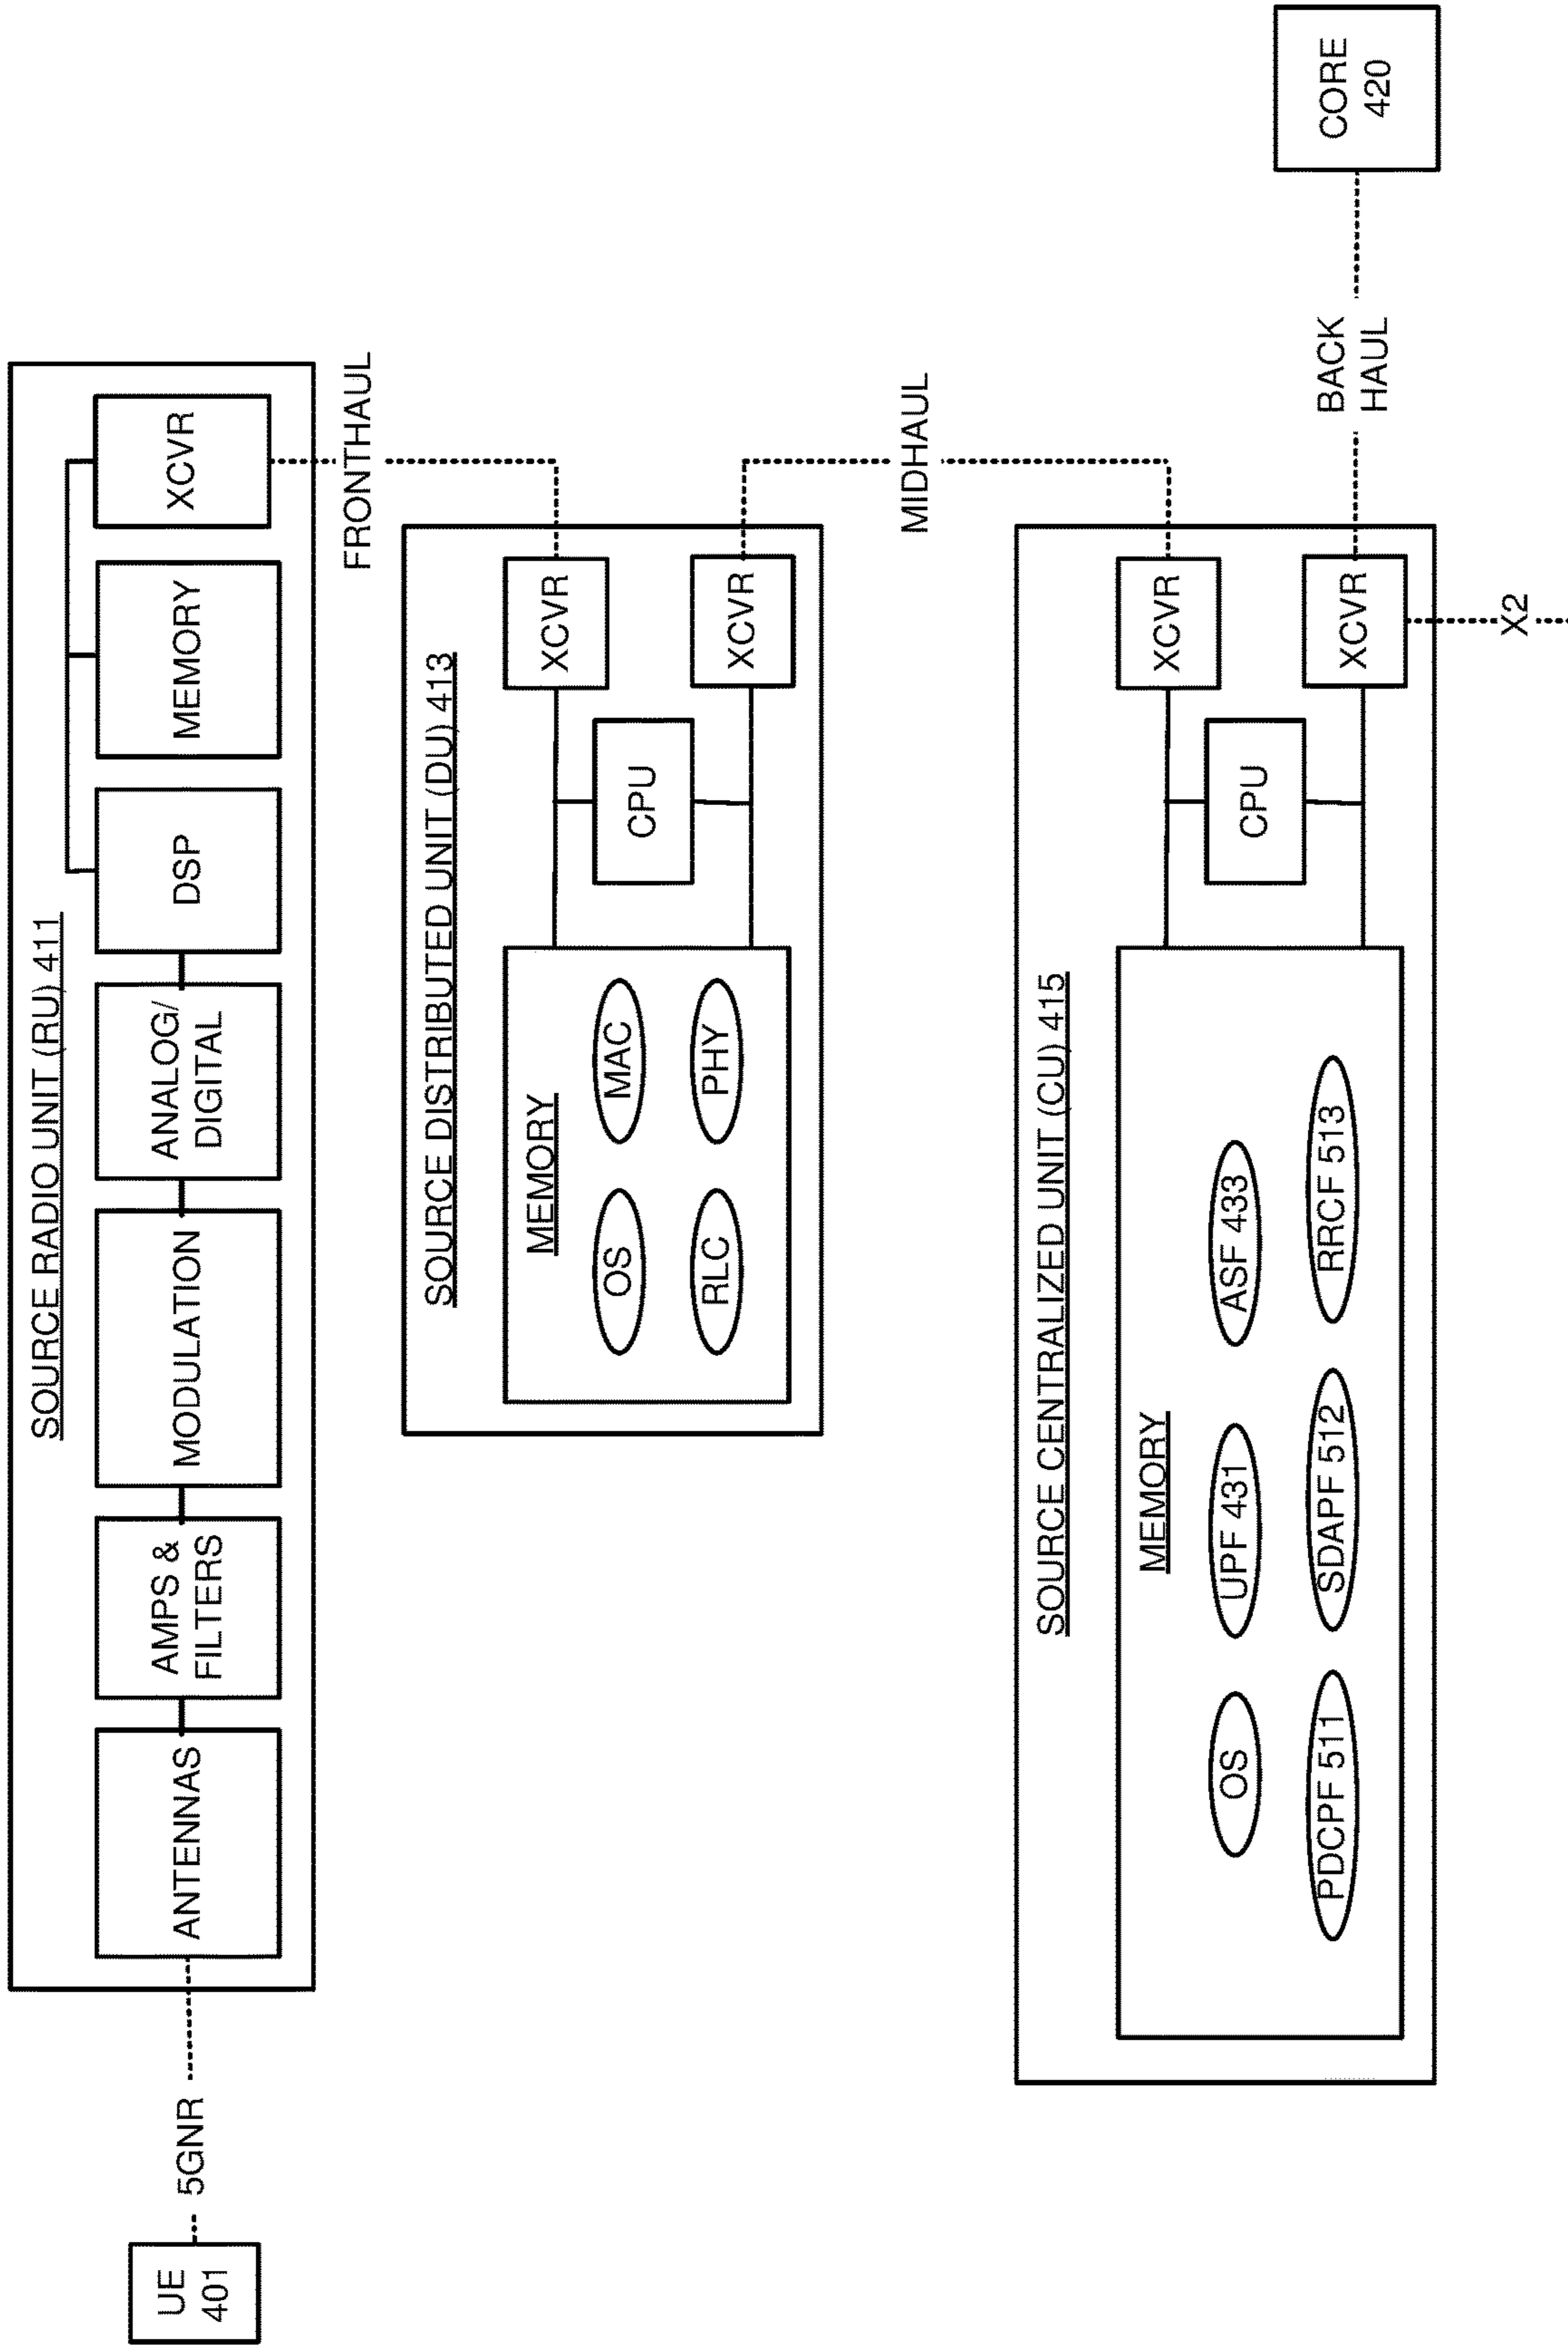 SOURCE RADIO UNIT (RU) 411
UE
401
5GNR
ANTENNAS
AMPS &
FILTERS
MODULATION
ANALOG/
DIGITAL
DSP
MEMORY
XCVR
FRONTHAUL
SOURCE DISTRIBUTED UNIT (DU) 413
MEMORY
OS
MAC
RLC
PHY
CPU
XCVR
XCVR
MIDHAUL
SOURCE CENTRALIZED UNIT (CU) 415
MEMORY
OS
UPF 431
ASF 433
PDCPF 511
SDAPF 512
RRCF 513
CPU
XCVR
XCVR
BACK
HAUL
CORE
420
X2